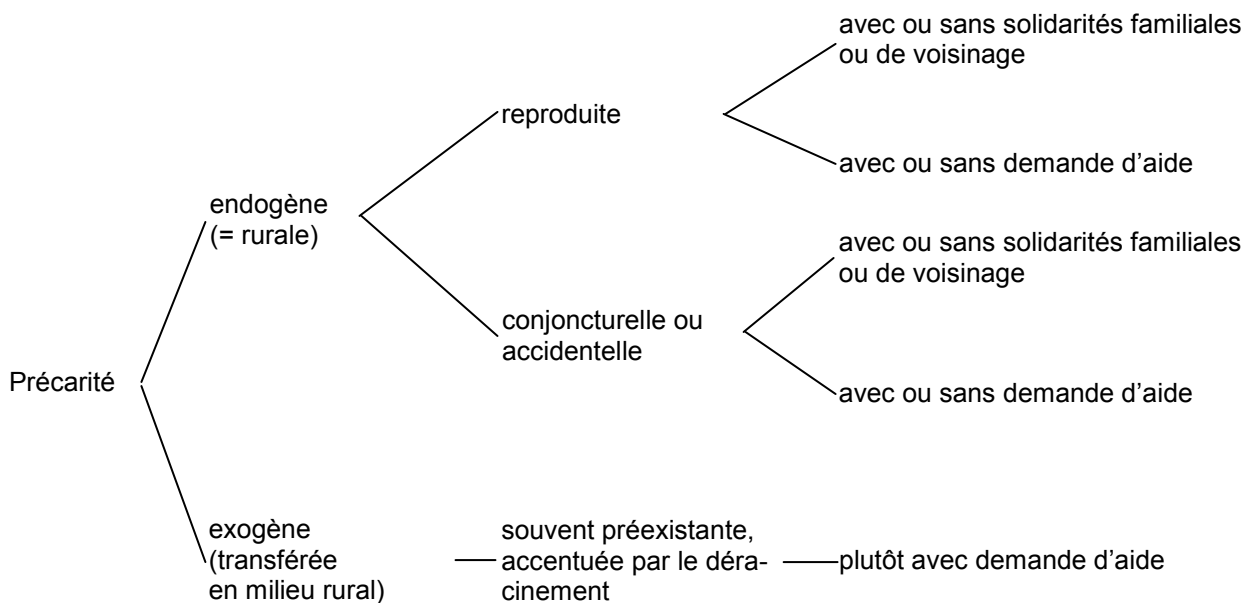 avec ou sans solidarités familiales
ou de voisinage
reproduite
avec ou sans demande d’aide
endogène
(= rurale)
avec ou sans solidarités familiales
ou de voisinage
conjoncturelle ou
accidentelle
Précarité
avec ou sans demande d’aide
exogène
(transférée
en milieu rural)
souvent préexistante,
accentuée par le déra-
cinement
plutôt avec demande d’aide